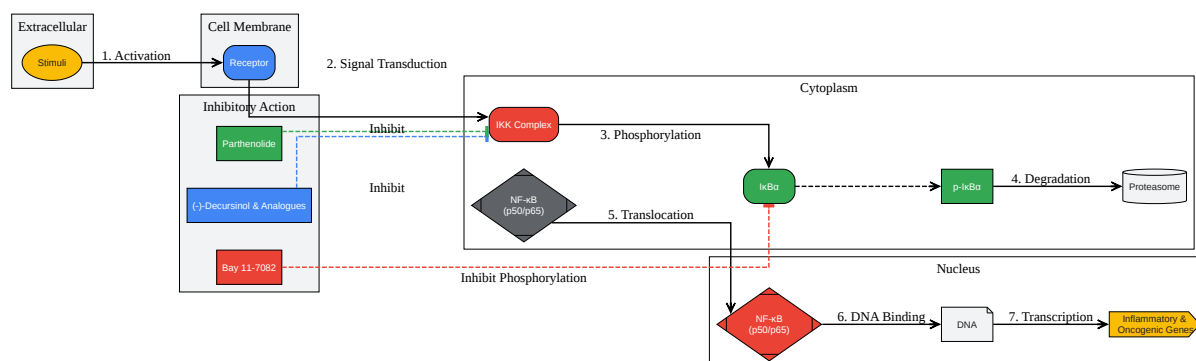 Extracellular
Cell Membrane
Stimuli
1. Activation
Receptor
2. Signal Transduction
Cytoplasm
Inhibitory Action
Parthenolide
Inhibit
IKK Complex
3. Phosphorylation
(-)-Decursinol & Analogues
Inhibit
NF-κB
(p50/p65)
5. Translocation
IκBα
p-IκBα
4. Degradation
Proteasome
Bay 11-7082
Inhibit Phosphorylation
Nucleus
NF-κB
(p50/p65)
6. DNA Binding
DNA
7. Transcription
Inflammatory &
Oncogenic Genes